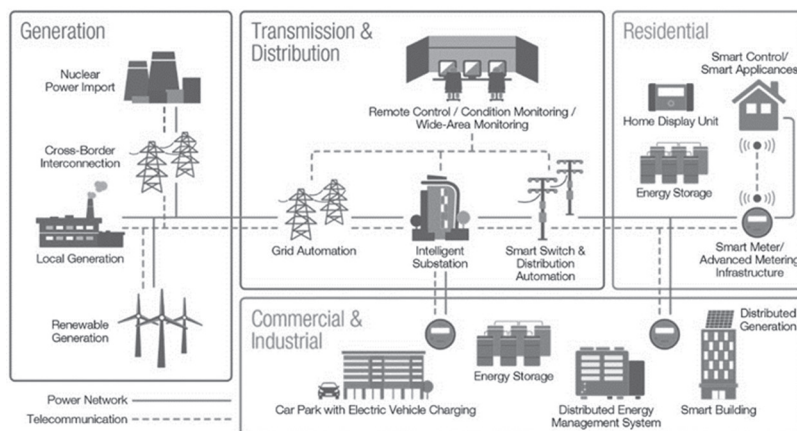 Generation
Nuclear
Power Import
Cross-Border
Interconnection
Local Generation
Renewable
Generation
Power Network
Telecommunication
Transmission &
Distribution
Remote Control / Condition Monitoring /
Wide-Area Monitoring
Grid Automation
Intelligent
Substation
Smart Switch &
Distribution
Automation
Residential
Smart Control/
Smart Applicances
Home Display Unit
Energy Storage
Smart Meter/
Advanced Metering
Infrastructure
Commercial &
Industrial
Car Park with Electric Vehicle Charging
Energy Storage
Distributed Energy
Management System
Distributed
Generation
Smart Building